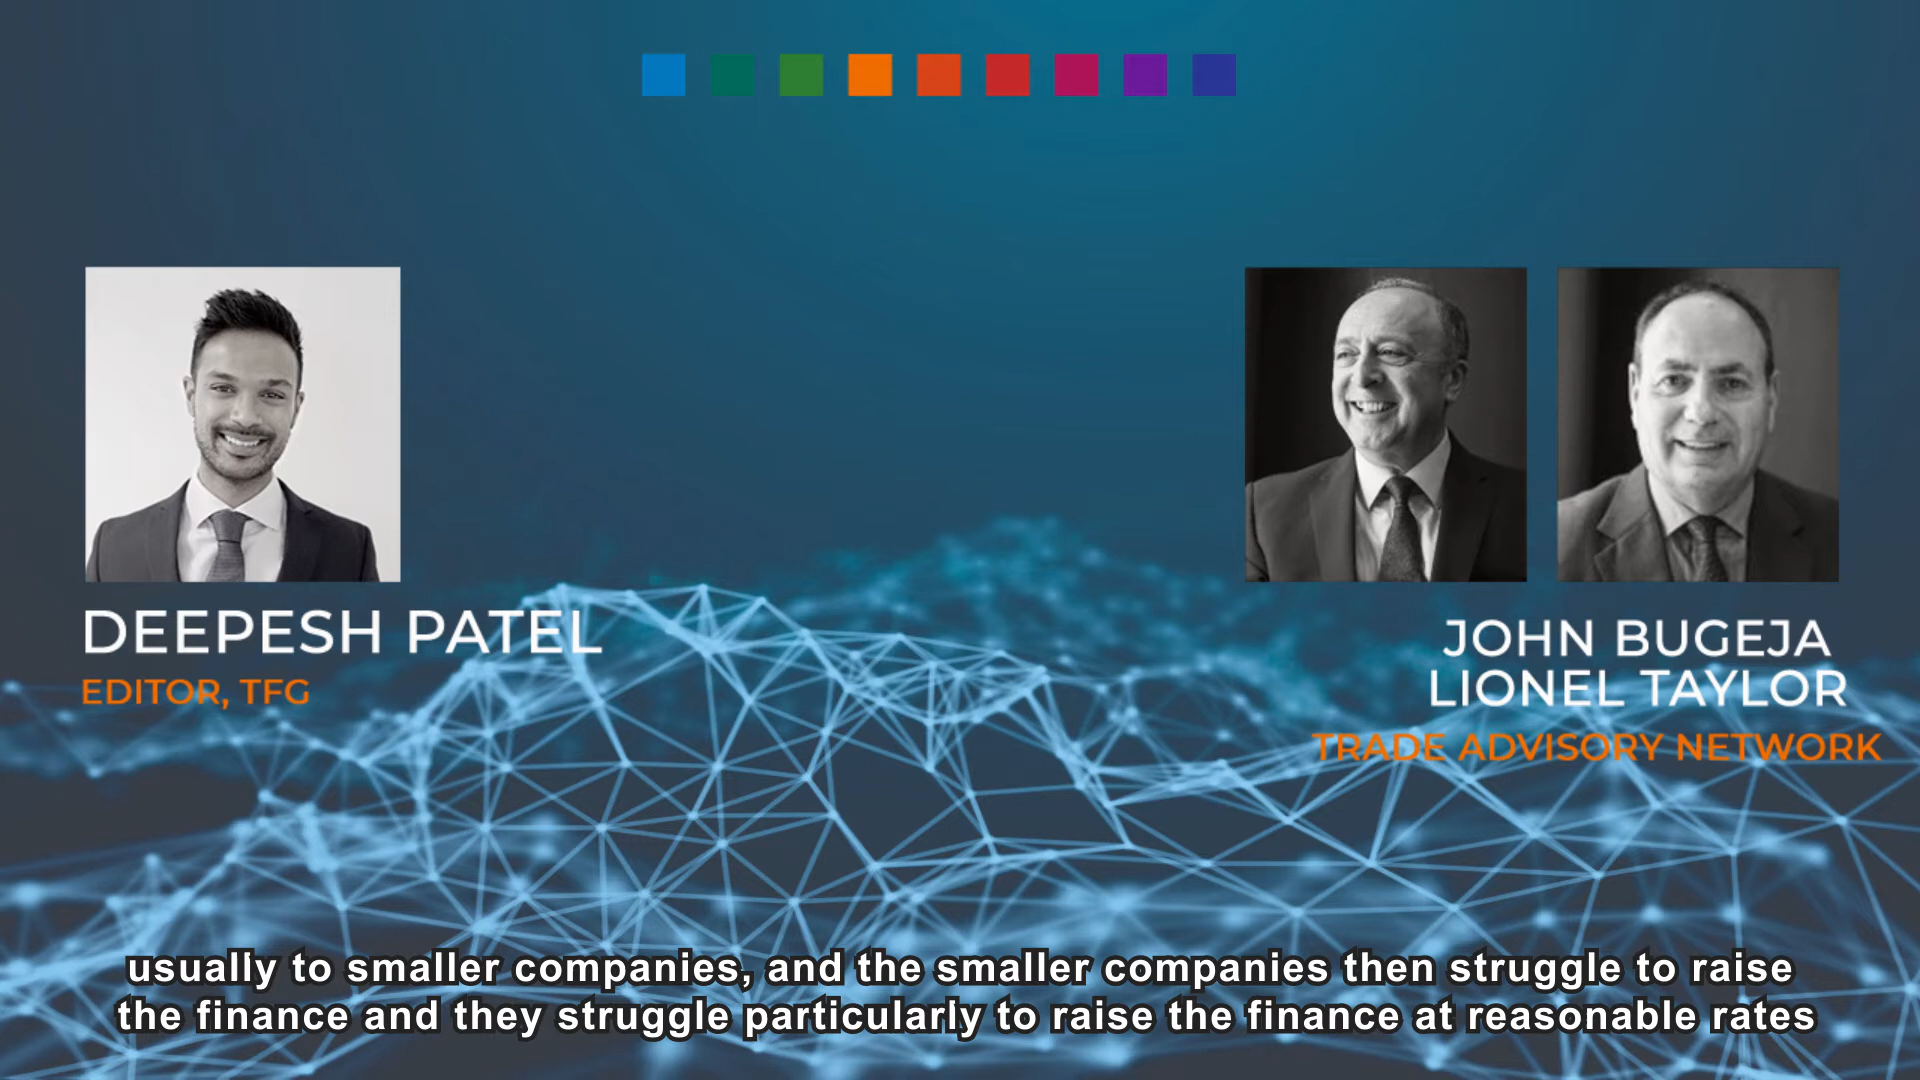 DEEPESH PATEL
EDITOR, TFG
JOHN BUGEJA
LIONEL TAYLOR
TRADE ADVISORY NETWORK
usually to smaller companies, and the smaller companies then struggle to raise
the finance and they struggle particularly to raise the finance at reasonable rates